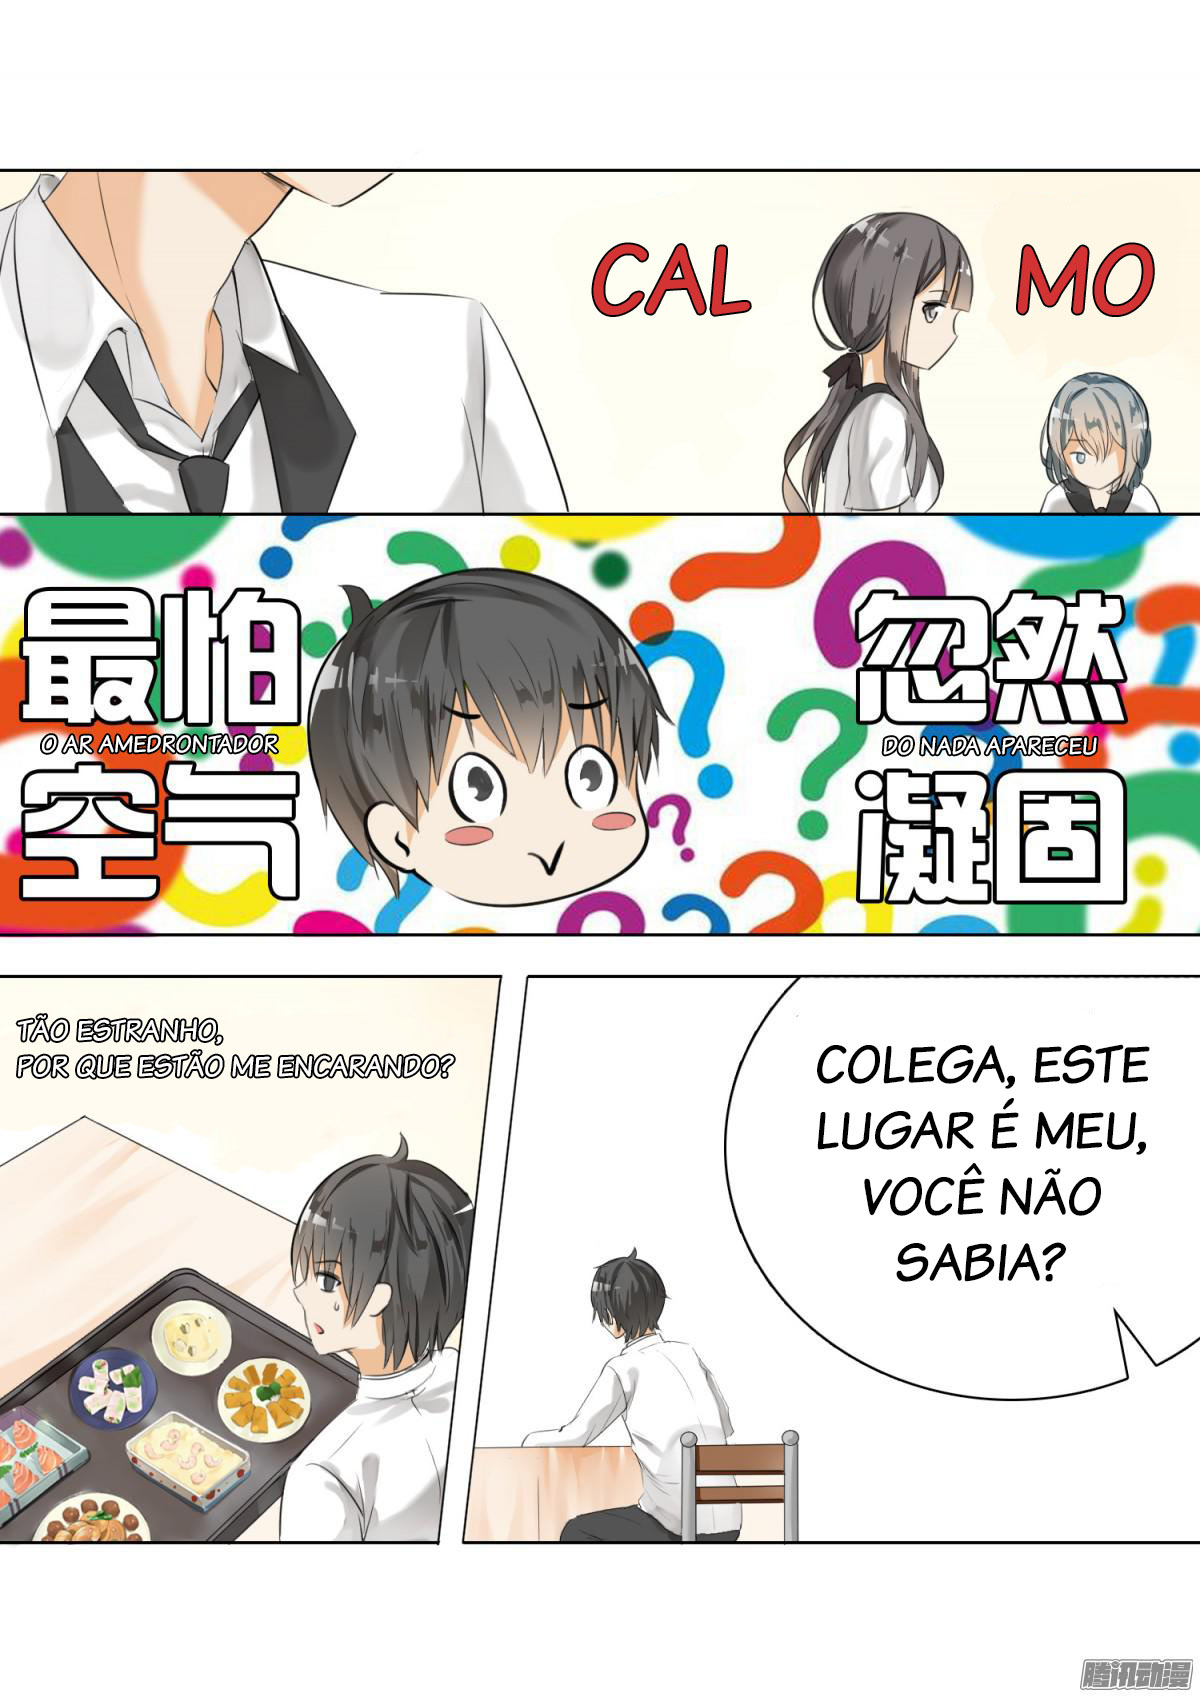 CAL MO
最怕 忽然
O AR AMEDRONTADOR DO NADA APARECEU
空气 凝固
TÃO ESTRANHO,
POR QUE ESTÃO ME ENCARANDO?
COLEGA, ESTE
LUGAR É MEU,
VOCÊ NÃO
SABIA?
腾讯动漫